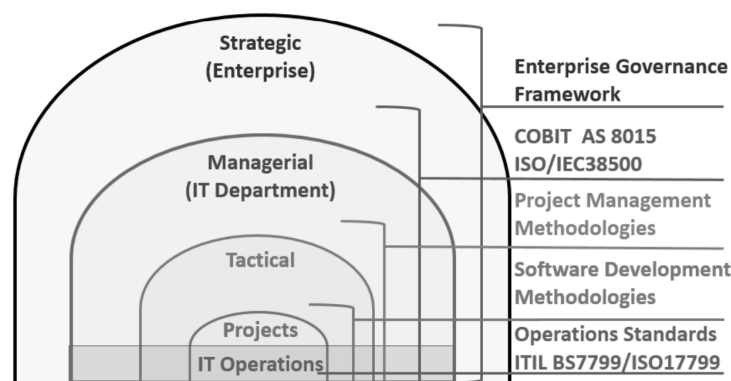 Strategic
(Enterprise)
Enterprise Governance
Framework
COBIT AS 8015
ISO/IEC38500
Managerial
(IT Department)
Project Management
Methodologies
Tactical
Software Development
Methodologies
Projects
Operations Standards
IT Operations
ITIL BS7799/ISO17799